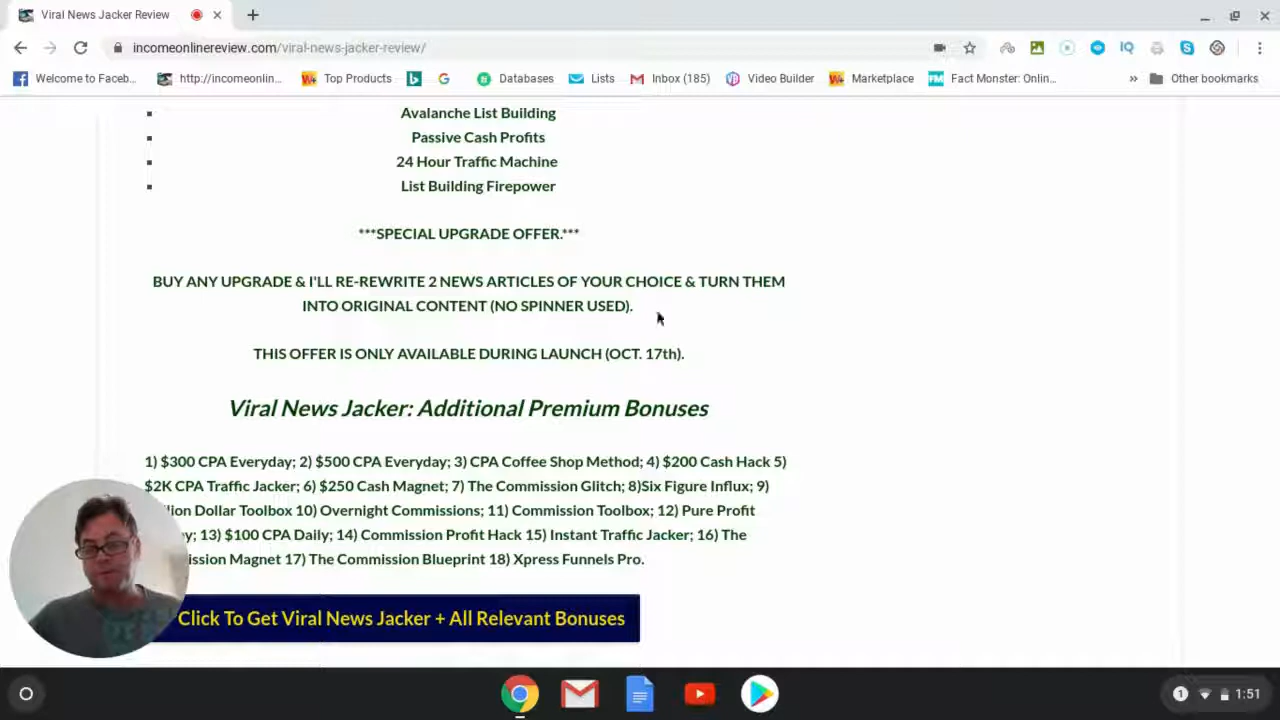 Viral News Jacker Review
incomeonlinereview.com/viral-news-jacker-review/
Welcome to Faceb...
http://incomeonlin...
Top Products
Databases
Lists
Inbox (185)
Video Builder
Marketplace
Fact Monster: Onlin...
»
Other bookmarks
Avalanche List Building
Passive Cash Profits
24 Hour Traffic Machine
List Building Firepower
***SPECIAL UPGRADE OFFER.***
BUY ANY UPGRADE & I'LL RE-REWRITE 2 NEWS ARTICLES OF YOUR CHOICE & TURN THEM
INTO ORIGINAL CONTENT (NO SPINNER USED).
THIS OFFER IS ONLY AVAILABLE DURING LAUNCH (OCT. 17th).
Viral News Jacker: Additional Premium Bonuses
1) $300 CPA Everyday; 2) $500 CPA Everyday; 3) CPA Coffee Shop Method; 4) $200 Cash Hack 5)
$2K CPA Traffic Jacker; 6) $250 Cash Magnet; 7) The Commission Glitch; 8)Six Figure Influx; 9)
Dollar Toolbox 10) Overnight Commissions; 11) Commission Toolbox; 12) Pure Profit
13) $100 CPA Daily; 14) Commission Profit Hack 15) Instant Traffic Jacker; 16) The
Magnet 17) The Commission Blueprint 18) Xpress Funnels Pro.
Click To Get Viral News Jacker + All Relevant Bonuses
1 1:51